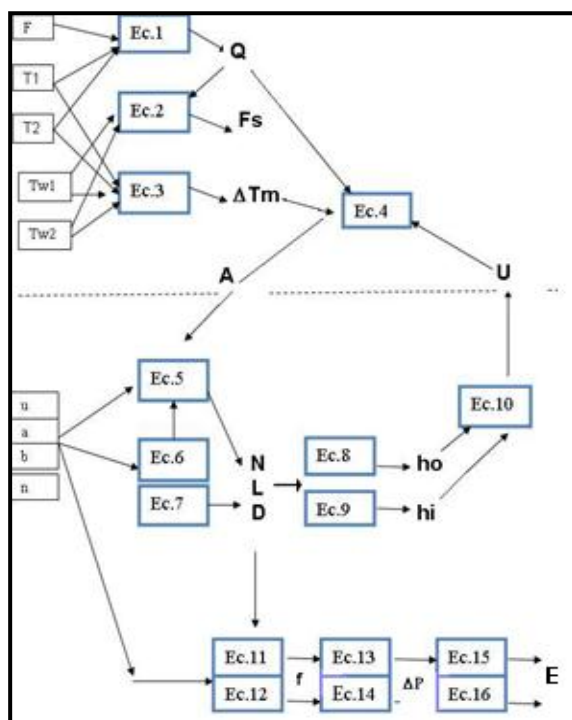 F
Ec.1
Q
T1
Ec.2
Fs
T2
Tw1
Ec.3
ΔTm
Ec.4
Tw2
A
U
Ec.5
u
a
b
n
Ec.6
Ec.7
N
L
D
Ec.8
ho
Ec.9
hi
Ec.10
Ec.11
Ec.12
f
Ec.13
Ec.14
ΔP
Ec.15
Ec.16
E